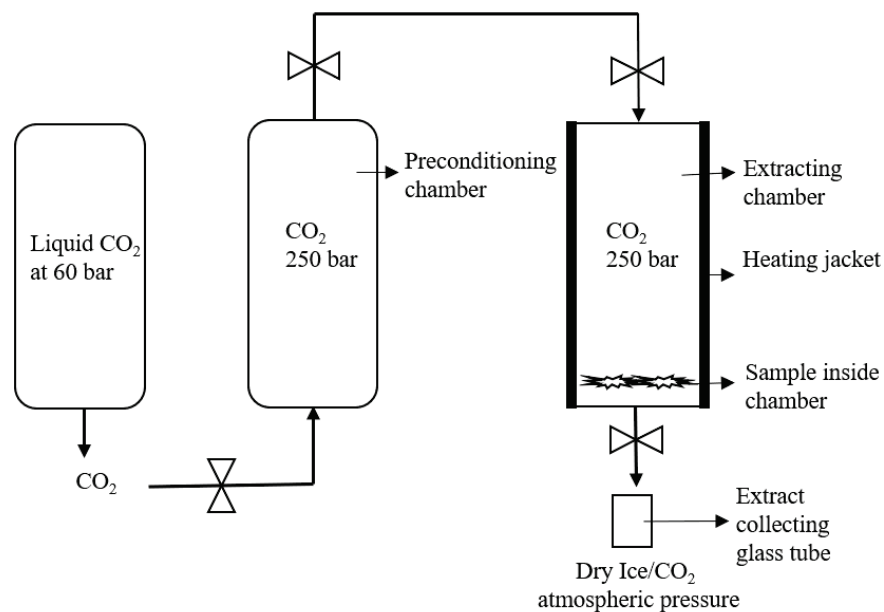 Liquid CO₂
at 60 bar
CO₂
CO₂
250 bar
Preconditioning
chamber
CO₂
250 bar
Extracting
chamber
Heating jacket
Sample inside
chamber
Extract
collecting
glass tube
Dry Ice/CO₂
atmospheric pressure